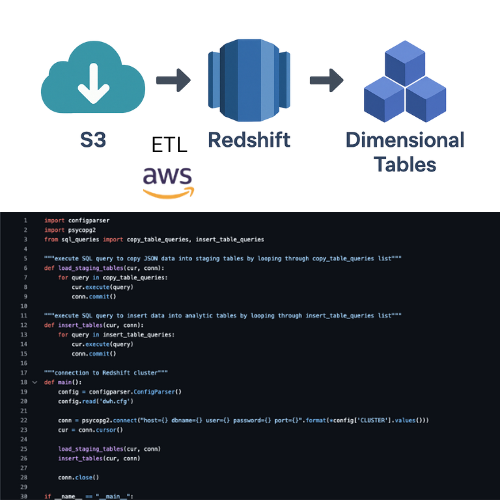 S3
ETL
aws
Redshift
Dimensional
Tables
1 import configparser
2 import psycopg2
3 from sql_queries import copy_table_queries, insert_table_queries
4
5 """execute SQL query to copy JSON data into staging tables by looping through copy_table_queries list"""
6 def load_staging_tables(cur, conn):
7     for query in copy_table_queries:
8         cur.execute(query)
9         conn.commit()
10
11 """execute SQL query to insert data into analytic tables by looping through insert_table_queries list"""
12 def insert_tables(cur, conn):
13     for query in insert_table_queries:
14         cur.execute(query)
15         conn.commit()
16
17 """connection to Redshift cluster"""
18 def main():
19     config = configparser.ConfigParser()
20     config.read('dwh.cfg')
21
22     conn = psycopg2.connect("host={} dbname={} user={} password={} port={}".format(*config['CLUSTER'].values()))
23     cur = conn.cursor()
24
25     load_staging_tables(cur, conn)
26     insert_tables(cur, conn)
27
28     conn.close()
29
30 if __name__ == "__main__":